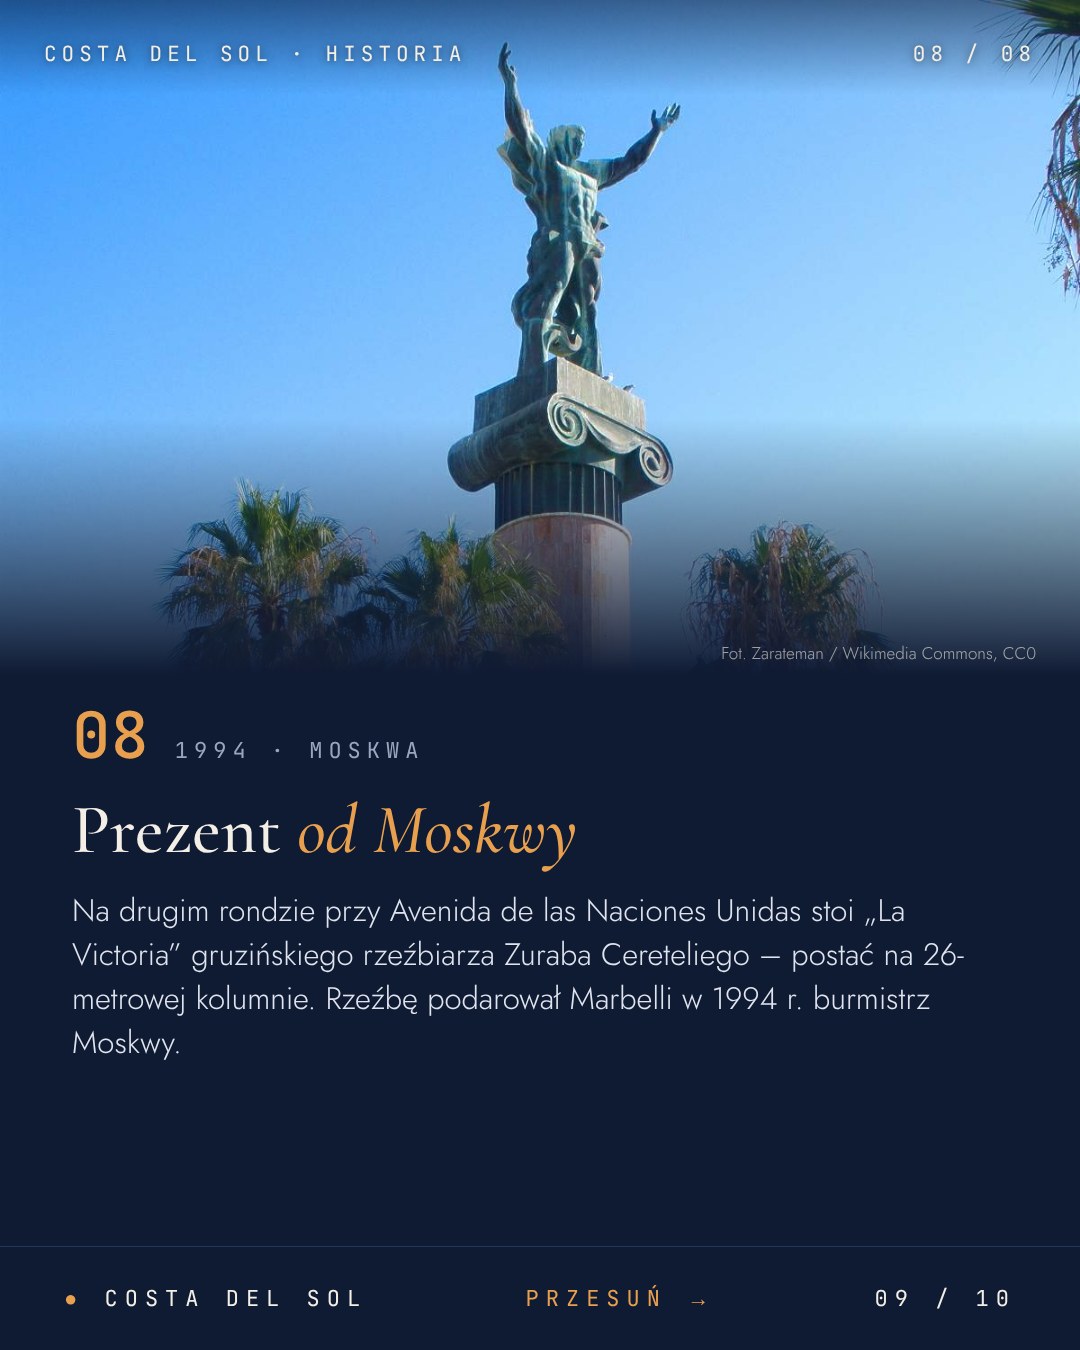 COSTA DEL SOL · HISTORIA
08 / 08
Fot. Zarateman / Wikimedia Commons, CC0
08 1994 · MOSKWA
Prezent od Moskwy
Na drugim rondzie przy Avenida de las Naciones Unidas stoi „La
Victoria” gruzińskiego rzeźbiarza Zuraba Cereteliego – postać na 26-
metrowej kolumnie. Rzeźbę podarował Marbelli w 1994 r. burmistrz
Moskwy.
• COSTA DEL SOL
PRZESUŃ →
09 / 10